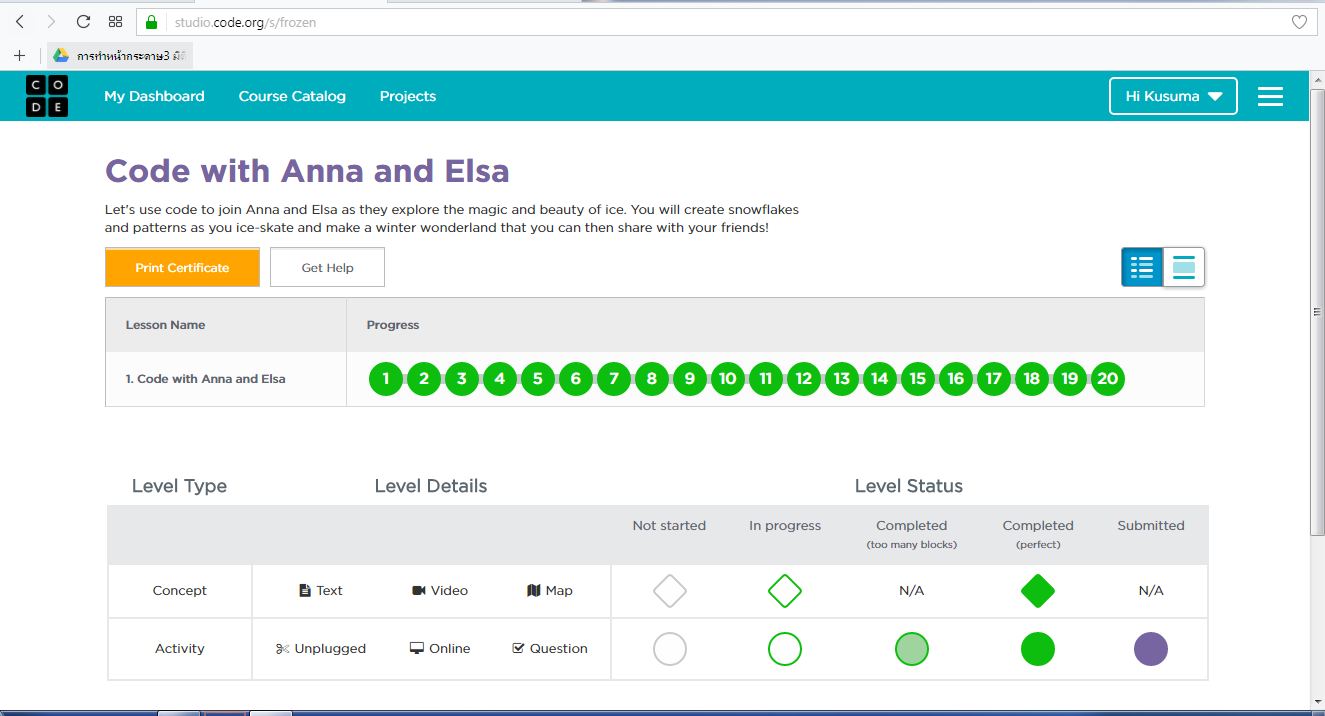 studio.code.org/s/frozen
การทำหน้ากระดาษ3 มิ
C O
D E
My Dashboard Course Catalog Projects Hi Kusuma
Code with Anna and Elsa
Let's use code to join Anna and Elsa as they explore the magic and beauty of ice. You will create snowflakes
and patterns as you ice-skate and make a winter wonderland that you can then share with your friends!
Print Certificate Get Help
Lesson Name Progress
1. Code with Anna and Elsa 1 2 3 4 5 6 7 8 9 10 11 12 13 14 15 16 17 18 19 20
Level Type Level Details Level Status
Not started In progress Completed Completed Submitted
(too many blocks) (perfect)
Concept Text Video Map N/A N/A
Activity Unplugged Online Question